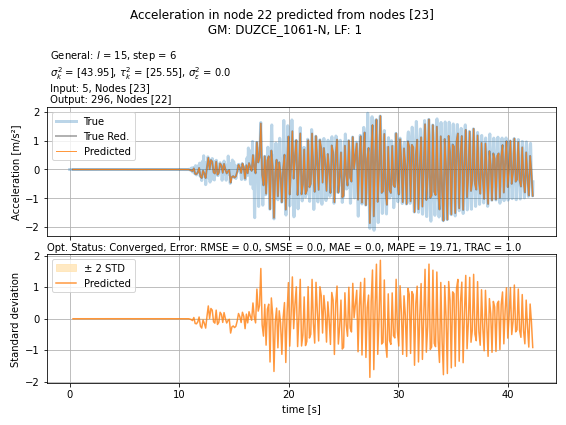 Acceleration in node 22 predicted from nodes [23]
GM: DUZCE_1061-N, LF: 1
General: l = 15, step = 6
σ²ₖ = [43.95], τ²ₖ = [25.55], σ²ε = 0.0
Input: 5, Nodes [23]
Output: 296, Nodes [22]
True
True Red.
Predicted
2
1
0
−1
−2
Acceleration [m/s²]
Opt. Status: Converged, Error: RMSE = 0.0, SMSE = 0.0, MAE = 0.0, MAPE = 19.71, TRAC = 1.0
± 2 STD
Predicted
2
1
0
−1
−2
Standard deviation
0 10 20 30 40
time [s]